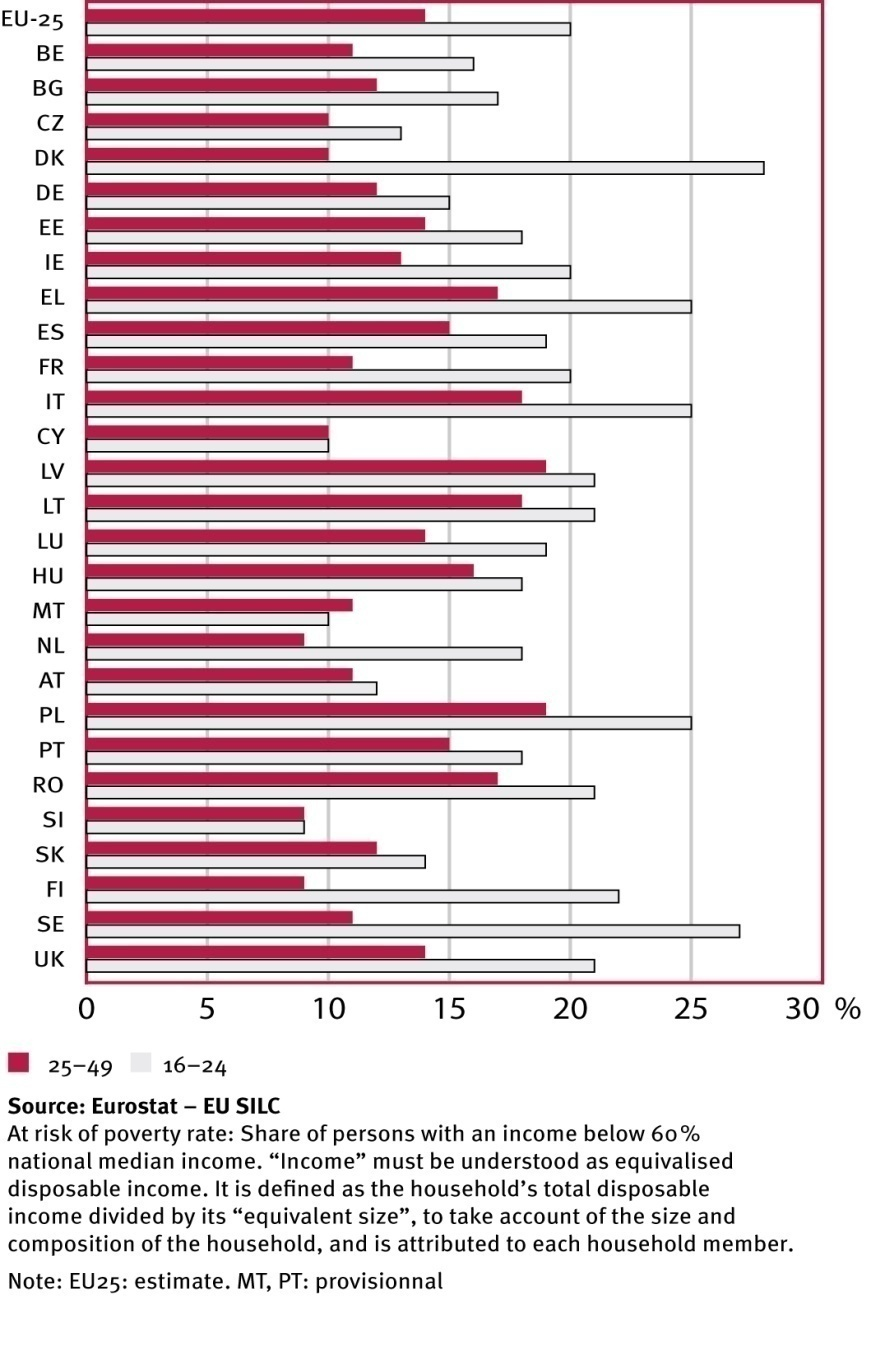 EU-25
BE
BG
CZ
DK
DE
EE
IE
EL
ES
FR
IT
CY
LV
LT
LU
HU
MT
NL
AT
PL
PT
RO
SI
SK
FI
SE
UK
0 5 10 15 20 25 30 %
25–49 16–24
Source: Eurostat – EU SILC
At risk of poverty rate: Share of persons with an income below 60%
national median income. “Income” must be understood as equivalised
disposable income. It is defined as the household’s total disposable
income divided by its “equivalent size”, to take account of the size and
composition of the household, and is attributed to each household member.
Note: EU25: estimate. MT, PT: provisionnal